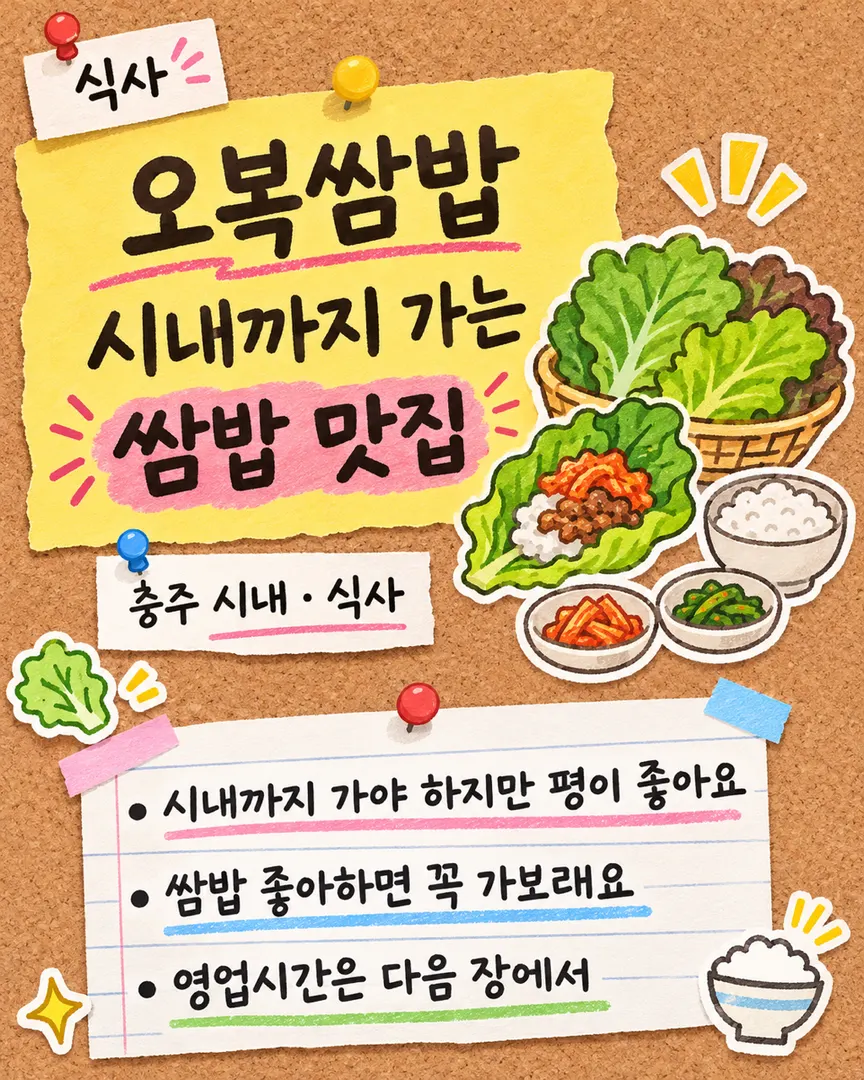 식사
오복쌈밥
시내까지 가는
쌈밥 맛집
충주 시내 · 식사
• 시내까지 가야 하지만 평이 좋아요
• 쌈밥 좋아하면 꼭 가보래요
• 영업시간은 다음 장에서